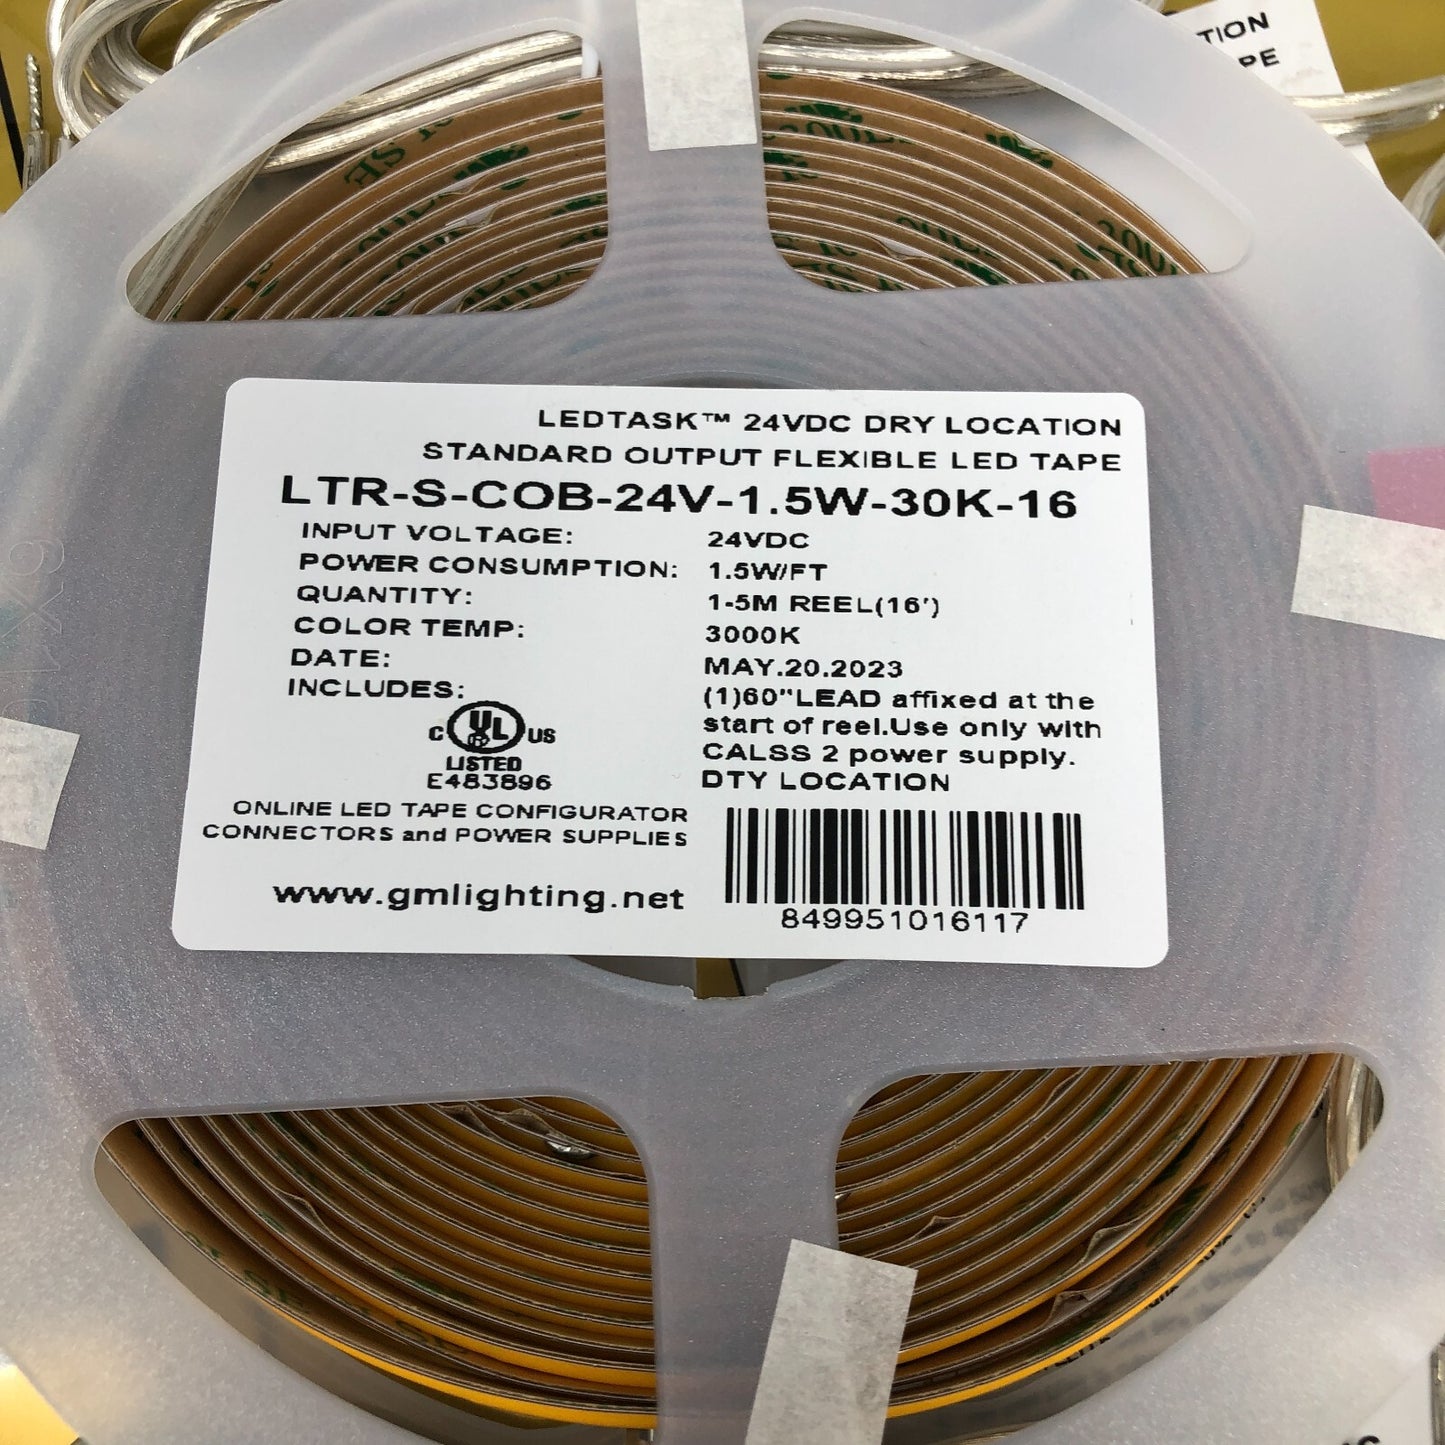 TION
PE
LEDTASK™ 24VDC DRY LOCATION
STANDARD OUTPUT FLEXIBLE LED TAPE
LTR-S-COB-24V-1.5W-30K-16
INPUT VOLTAGE: 24VDC
POWER CONSUMPTION: 1.5W/FT
QUANTITY: 1-5M REEL(16')
COLOR TEMP: 3000K
DATE: MAY.20.2023
INCLUDES: (1)60"LEAD affixed at the
start of reel.Use only with
CALSS 2 power supply.
DTY LOCATION
C UL US
R
LISTED
E483896
ONLINE LED TAPE CONFIGURATOR
CONNECTORS and POWER SUPPLIES
www.gmlighting.net
849951016117